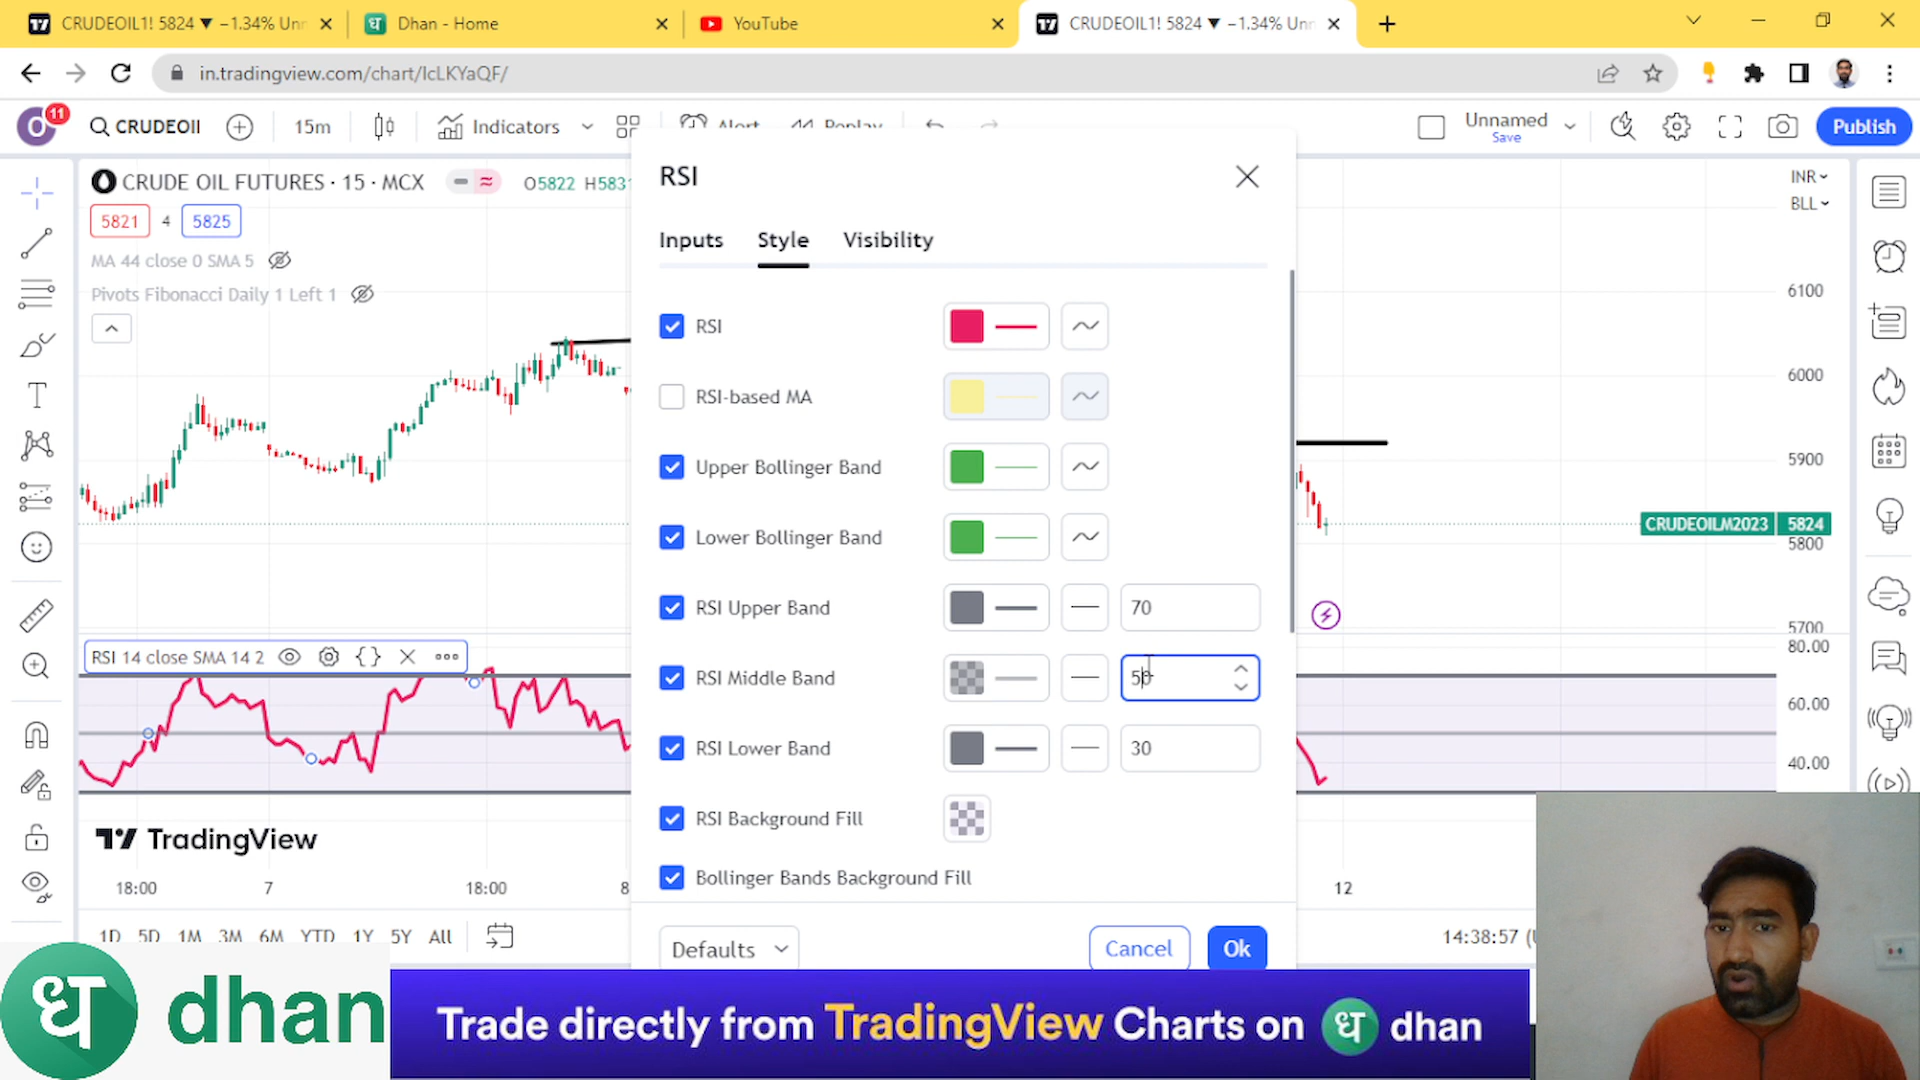 CRUDEOIL1! 5824 ▼ −1.34% Unn
Dhan - Home
YouTube
CRUDEOIL1! 5824 ▼ −1.34% Un
in.tradingview.com/chart/IcLKYaQF/
O
11
CRUDEOIl
15m
Indicators
Alert
Replay
Unnamed
Save
Publish
CRUDE OIL FUTURES · 15 · MCX
O5822 H5831
5821
4
5825
MA 44 close 0 SMA 5
Pivots Fibonacci Daily 1 Left 1
INR
BLL
6100
6000
5900
CRUDEOILM2023 5824
5800
5700
RSI
Inputs
Style
Visibility
RSI
RSI-based MA
Upper Bollinger Band
Lower Bollinger Band
RSI Upper Band
70
RSI Middle Band
50
RSI Lower Band
30
RSI Background Fill
Bollinger Bands Background Fill
Defaults
Cancel
Ok
RSI 14 close SMA 14 2
80.00
60.00
40.00
TradingView
18:00
7
18:00
8
12
1D 5D 1M 3M 6M YTD 1Y 5Y All
14:38:57
ध dhan
Trade directly from TradingView Charts on ध dhan